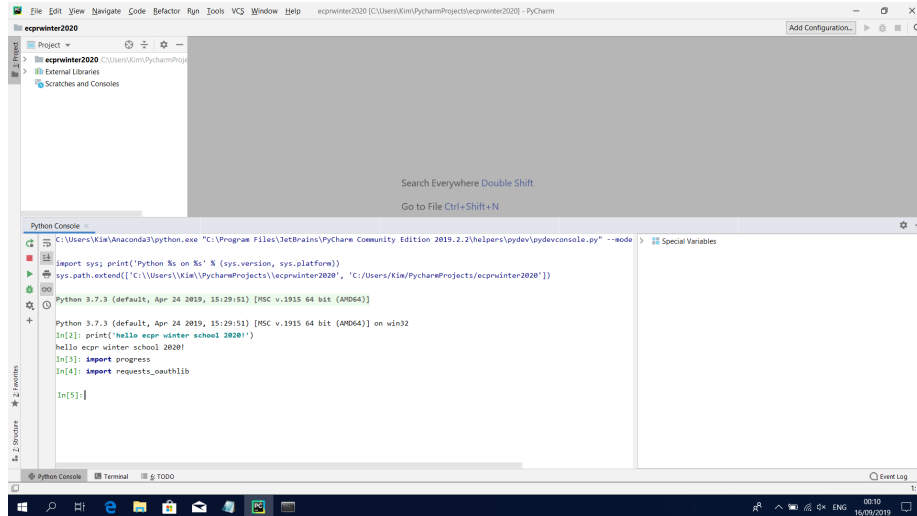 File Edit View Navigate Code Refactor Run Tools VCS Window Help ecprwinter2020 [C:\Users\Kim\PycharmProjects\ecprwinter2020] - PyCharm
ecprwinter2020
Add Configuration...
1: Project
Project
ecprwinter2020 C:\Users\Kim\PycharmProje
External Libraries
Scratches and Consoles
Search Everywhere Double Shift
Go to File Ctrl+Shift+N
Python Console
C:\Users\Kim\Anaconda3\python.exe "C:\Program Files\JetBrains\PyCharm Community Edition 2019.2.2\helpers\pydev\pydevconsole.py" --mode
import sys; print('Python %s on %s' % (sys.version, sys.platform))
sys.path.extend(['C:\\Users\\Kim\\PycharmProjects\\ecprwinter2020', 'C:/Users/Kim/PycharmProjects/ecprwinter2020'])
Python 3.7.3 (default, Apr 24 2019, 15:29:51) [MSC v.1915 64 bit (AMD64)]
Python 3.7.3 (default, Apr 24 2019, 15:29:51) [MSC v.1915 64 bit (AMD64)] on win32
In[2]: print('hello ecpr winter school 2020!')
hello ecpr winter school 2020!
In[3]: import progress
In[4]: import requests_oauthlib
In[5]:
Special Variables
2: Favorites
Z: Structure
Python Console Terminal 6: TODO
Event Log
1:
ENG
00:10
16/09/2019